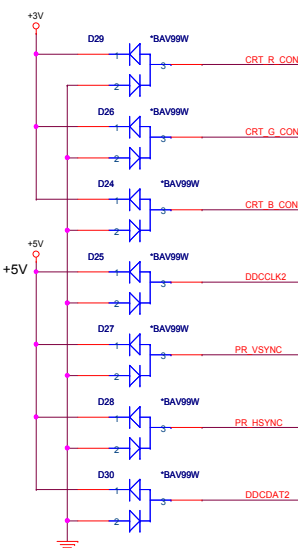 +3V
D29 *BAV99W
1
3 CRT_R_CON
2
D26 *BAV99W
1
3 CRT_G_CON
2
D24 *BAV99W
1
3 CRT_B_CON
2
+5V
+5V
D25 *BAV99W
1
3 DDCCLK2
2
D27 *BAV99W
1
3 PR_VSYNC
2
D28 *BAV99W
1
3 PR_HSYNC
2
D30 *BAV99W
1
3 DDCDAT2
2